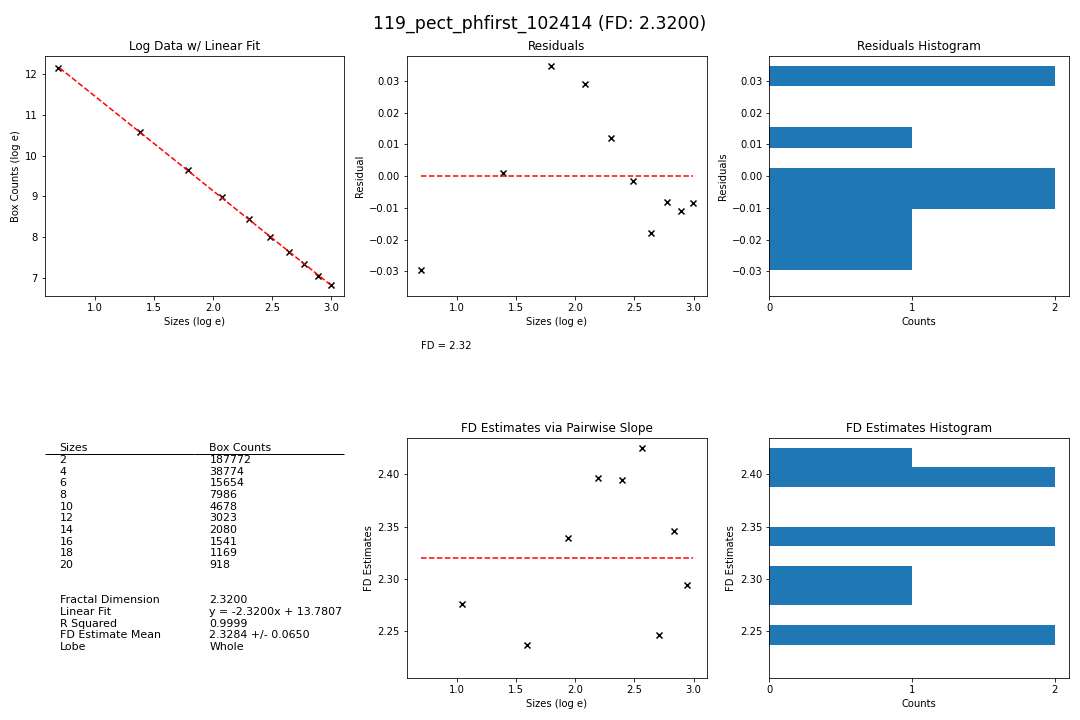 119_pect_phfirst_102414 (FD: 2.3200)
Log Data w/ Linear Fit
Box Counts (log e)
12
11
10
9
8
7
1.0 1.5 2.0 2.5 3.0
Sizes (log e)
Residuals
Residual
0.03
0.02
0.01
0.00
−0.01
−0.02
−0.03
1.0 1.5 2.0 2.5 3.0
Sizes (log e)
FD = 2.32
Residuals Histogram
Residuals
0.03
0.02
0.01
0.00
−0.01
−0.02
−0.03
0 1 2
Counts
Sizes Box Counts
2 187772
4 38774
6 15654
8 7986
10 4678
12 3023
14 2080
16 1541
18 1169
20 918
Fractal Dimension 2.3200
Linear Fit y = -2.3200x + 13.7807
R Squared 0.9999
FD Estimate Mean 2.3284 +/- 0.0650
Lobe Whole
FD Estimates via Pairwise Slope
FD Estimates
2.40
2.35
2.30
2.25
1.0 1.5 2.0 2.5 3.0
Sizes (log e)
FD Estimates Histogram
FD Estimates
2.40
2.35
2.30
2.25
0 1 2
Counts